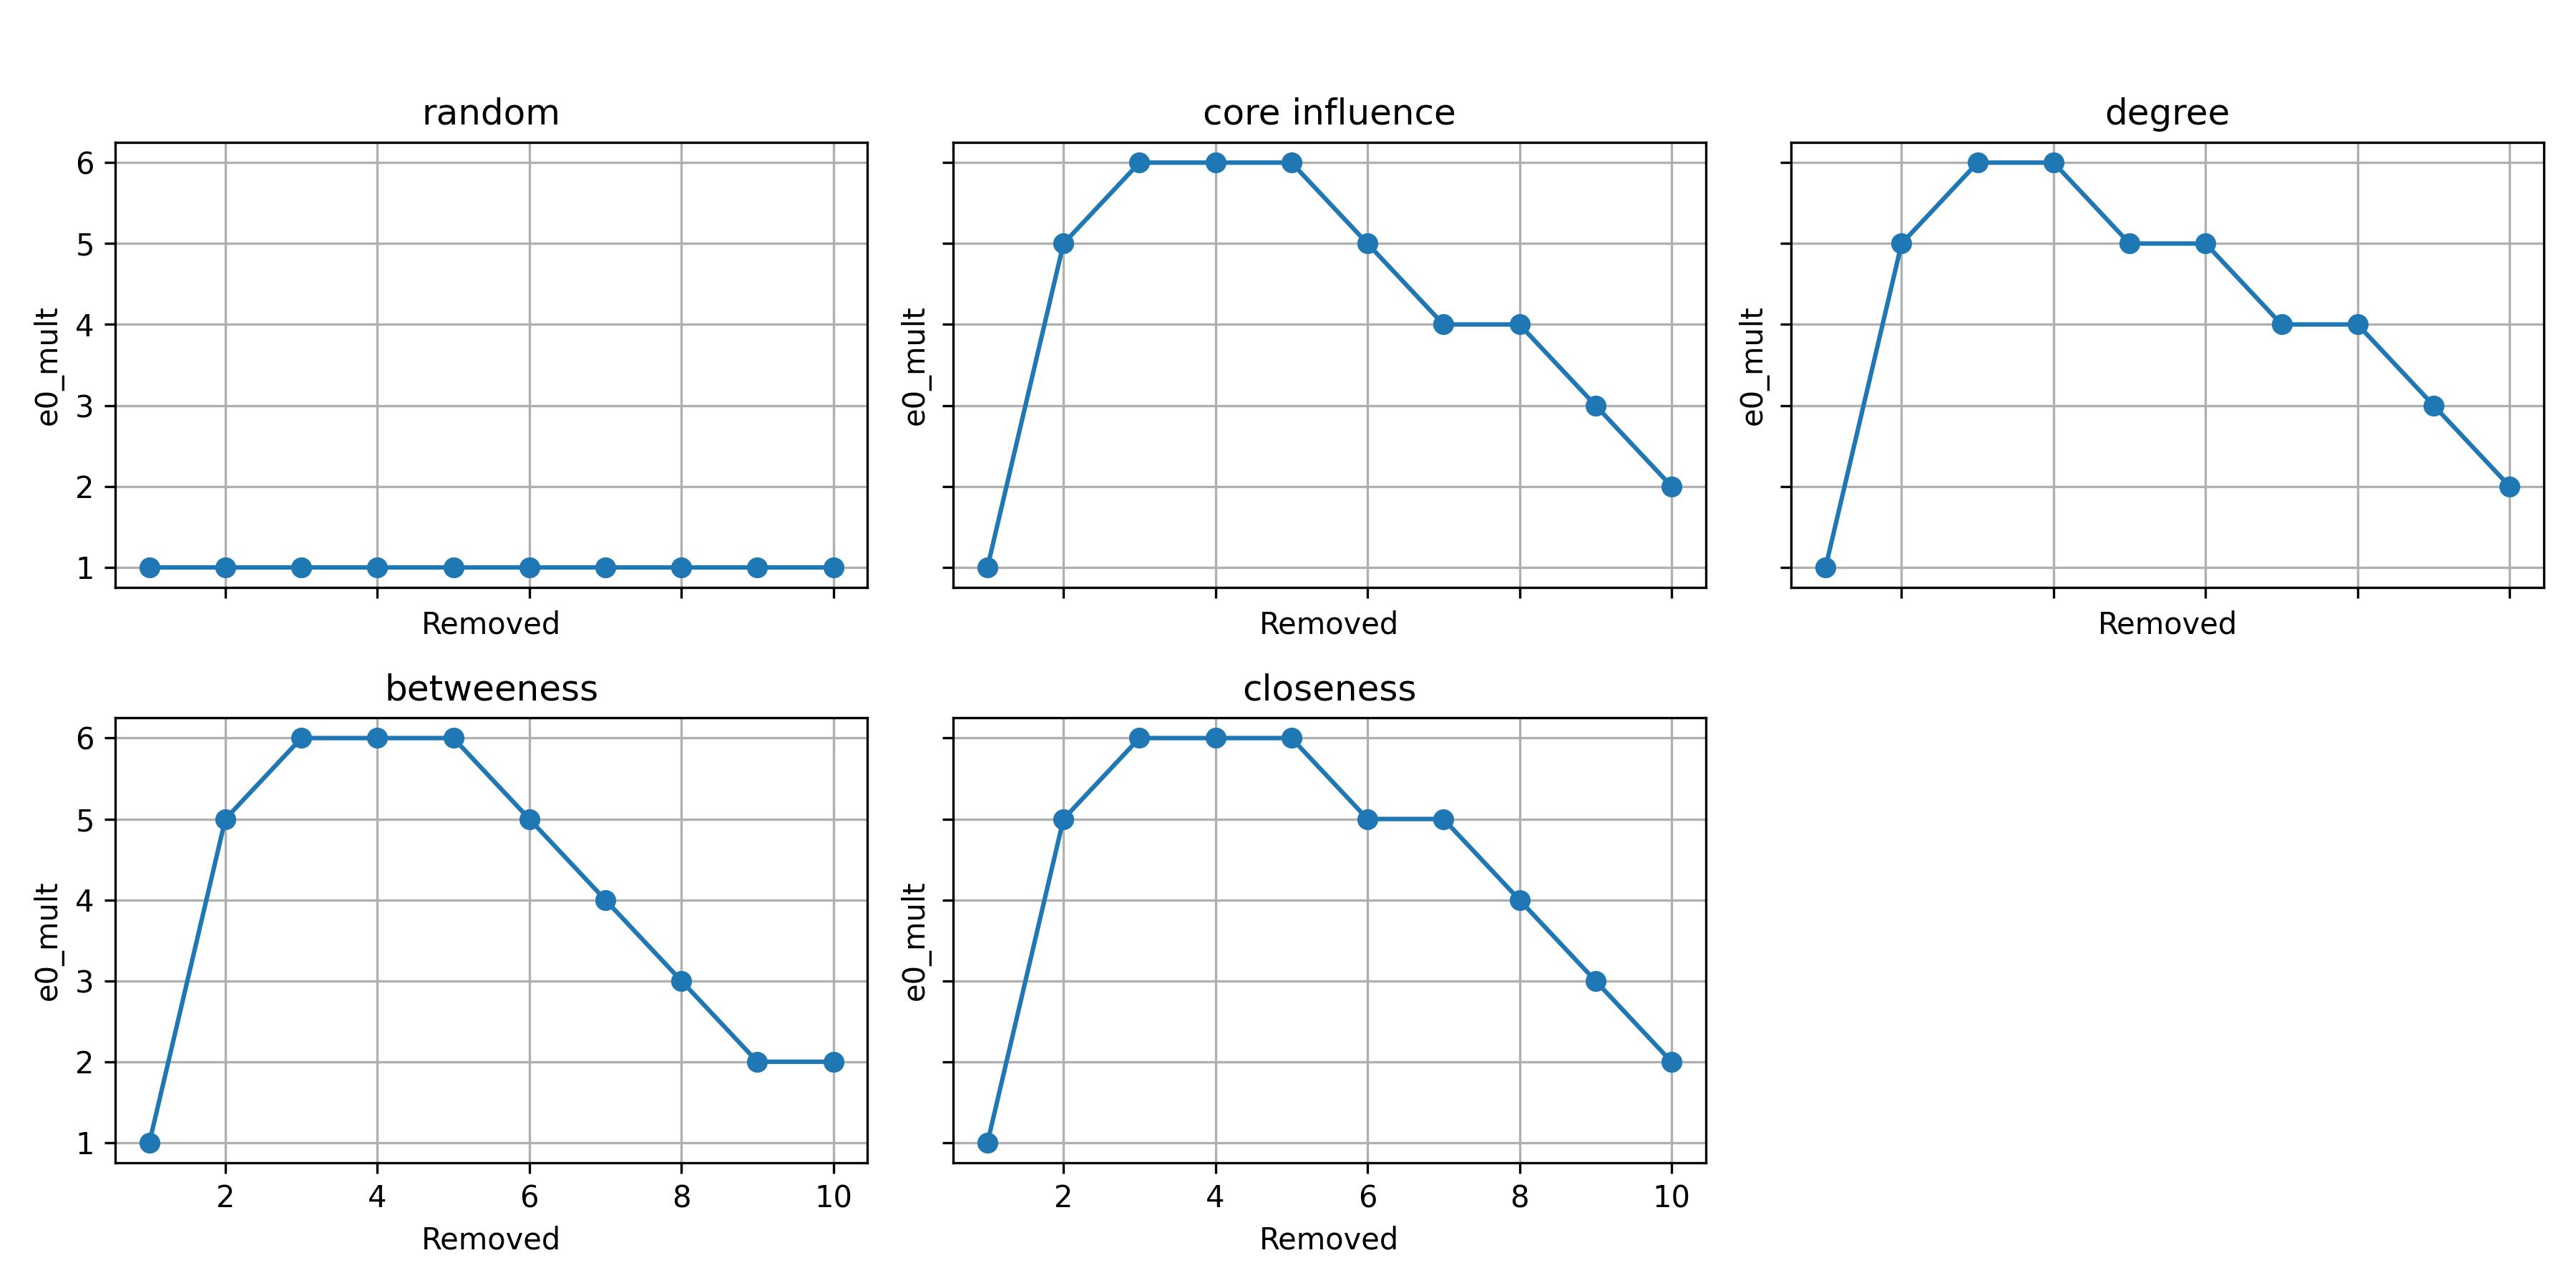 random
core influence
degree
6
5
4
3
2
1
e0_mult
e0_mult
e0_mult
Removed
Removed
Removed
betweeness
closeness
6
5
4
3
2
1
e0_mult
e0_mult
2 4 6 8 10
2 4 6 8 10
Removed
Removed